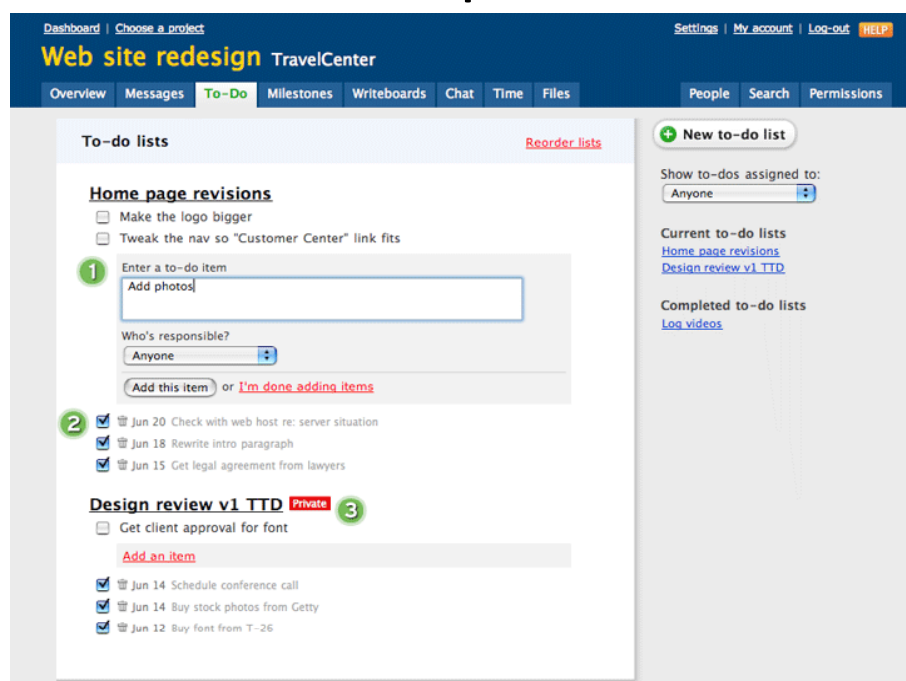 Dashboard | Choose a project
Settings | My account | Log-out HELP
Web site redesign TravelCenter
Overview Messages To-Do Milestones Writeboards Chat Time Files People Search Permissions
To-do lists
Reorder lists
Home page revisions
Make the logo bigger
Tweak the nav so "Customer Center" link fits
1
Enter a to-do item
Add photos
Who's responsible?
Anyone
Add this item or I'm done adding items
2
Jun 20 Check with web host re: server situation
Jun 18 Rewrite intro paragraph
Jun 15 Get legal agreement from lawyers
Design review v1 TTD Private 3
Get client approval for font
Add an item
Jun 14 Schedule conference call
Jun 14 Buy stock photos from Getty
Jun 12 Buy font from T-26
New to-do list
Show to-dos assigned to:
Anyone
Current to-do lists
Home page revisions
Design review v1 TTD
Completed to-do lists
Log videos